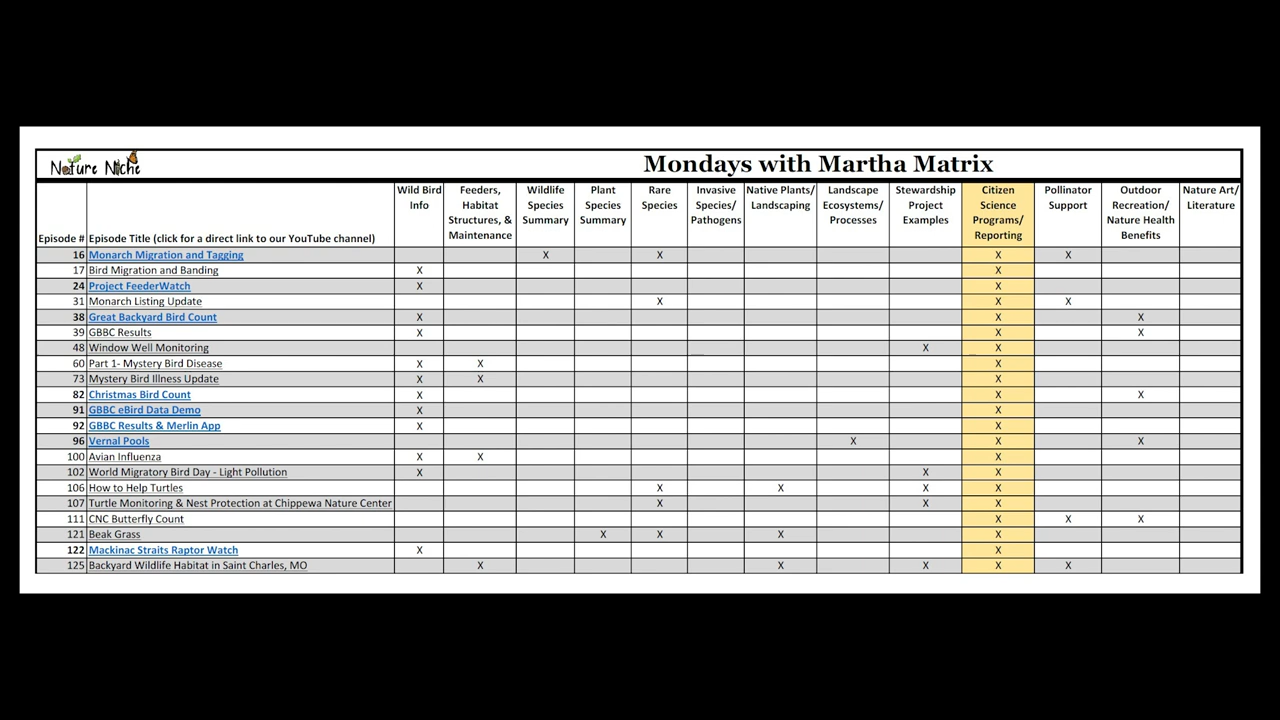 Nature Niche
Mondays with Martha Matrix
Episode # Episode Title (click for a direct link to our YouTube channel) Wild Bird Info Feeders, Habitat Structures, & Maintenance Wildlife Species Summary Plant Species Summary Rare Species Invasive Species/ Pathogens Native Plants/ Landscaping Landscape Ecosystems/ Processes Stewardship Project Examples Citizen Science Programs/ Reporting Pollinator Support Outdoor Recreation/ Nature Health Benefits Nature Art/ Literature
16 Monarch Migration and Tagging X X X X
17 Bird Migration and Banding X X
24 Project FeederWatch X X
31 Monarch Listing Update X X X
38 Great Backyard Bird Count X X X
39 GBBC Results X X X
48 Window Well Monitoring X X
60 Part 1- Mystery Bird Disease X X X
73 Mystery Bird Illness Update X X X
82 Christmas Bird Count X X X
91 GBBC eBird Data Demo X X
92 GBBC Results & Merlin App X X
96 Vernal Pools X X X
100 Avian Influenza X X X
102 World Migratory Bird Day - Light Pollution X X X
106 How to Help Turtles X X X X
107 Turtle Monitoring & Nest Protection at Chippewa Nature Center X X X
111 CNC Butterfly Count X X X
121 Beak Grass X X X X
122 Mackinac Straits Raptor Watch X X
125 Backyard Wildlife Habitat in Saint Charles, MO X X X X X